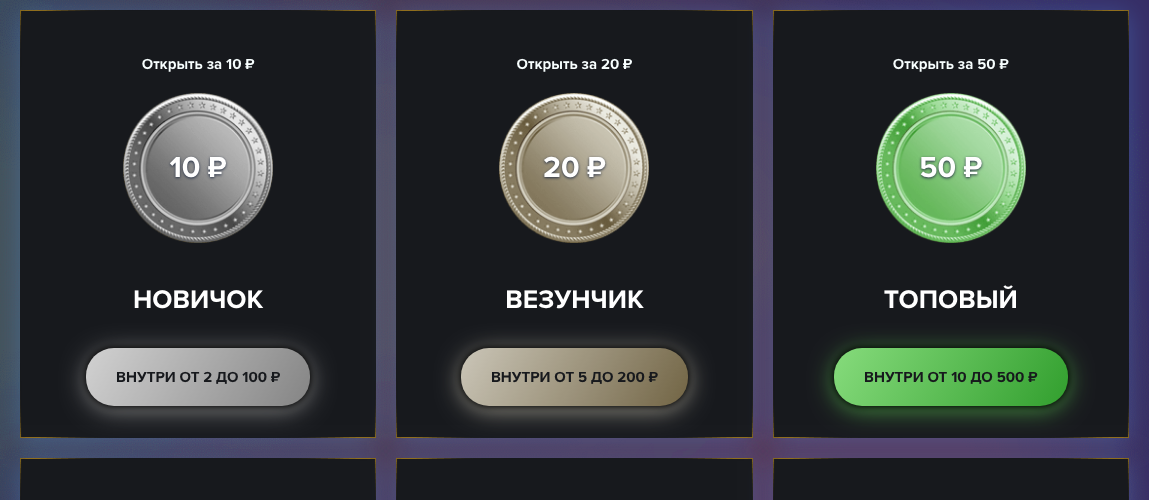 Открыть за 10 ₽
10 ₽
НОВИЧОК
ВНУТРИ ОТ 2 ДО 100 ₽
Открыть за 20 ₽
20 ₽
ВЕЗУНЧИК
ВНУТРИ ОТ 5 ДО 200 ₽
Открыть за 50 ₽
50 ₽
ТОПОВЫЙ
ВНУТРИ ОТ 10 ДО 500 ₽